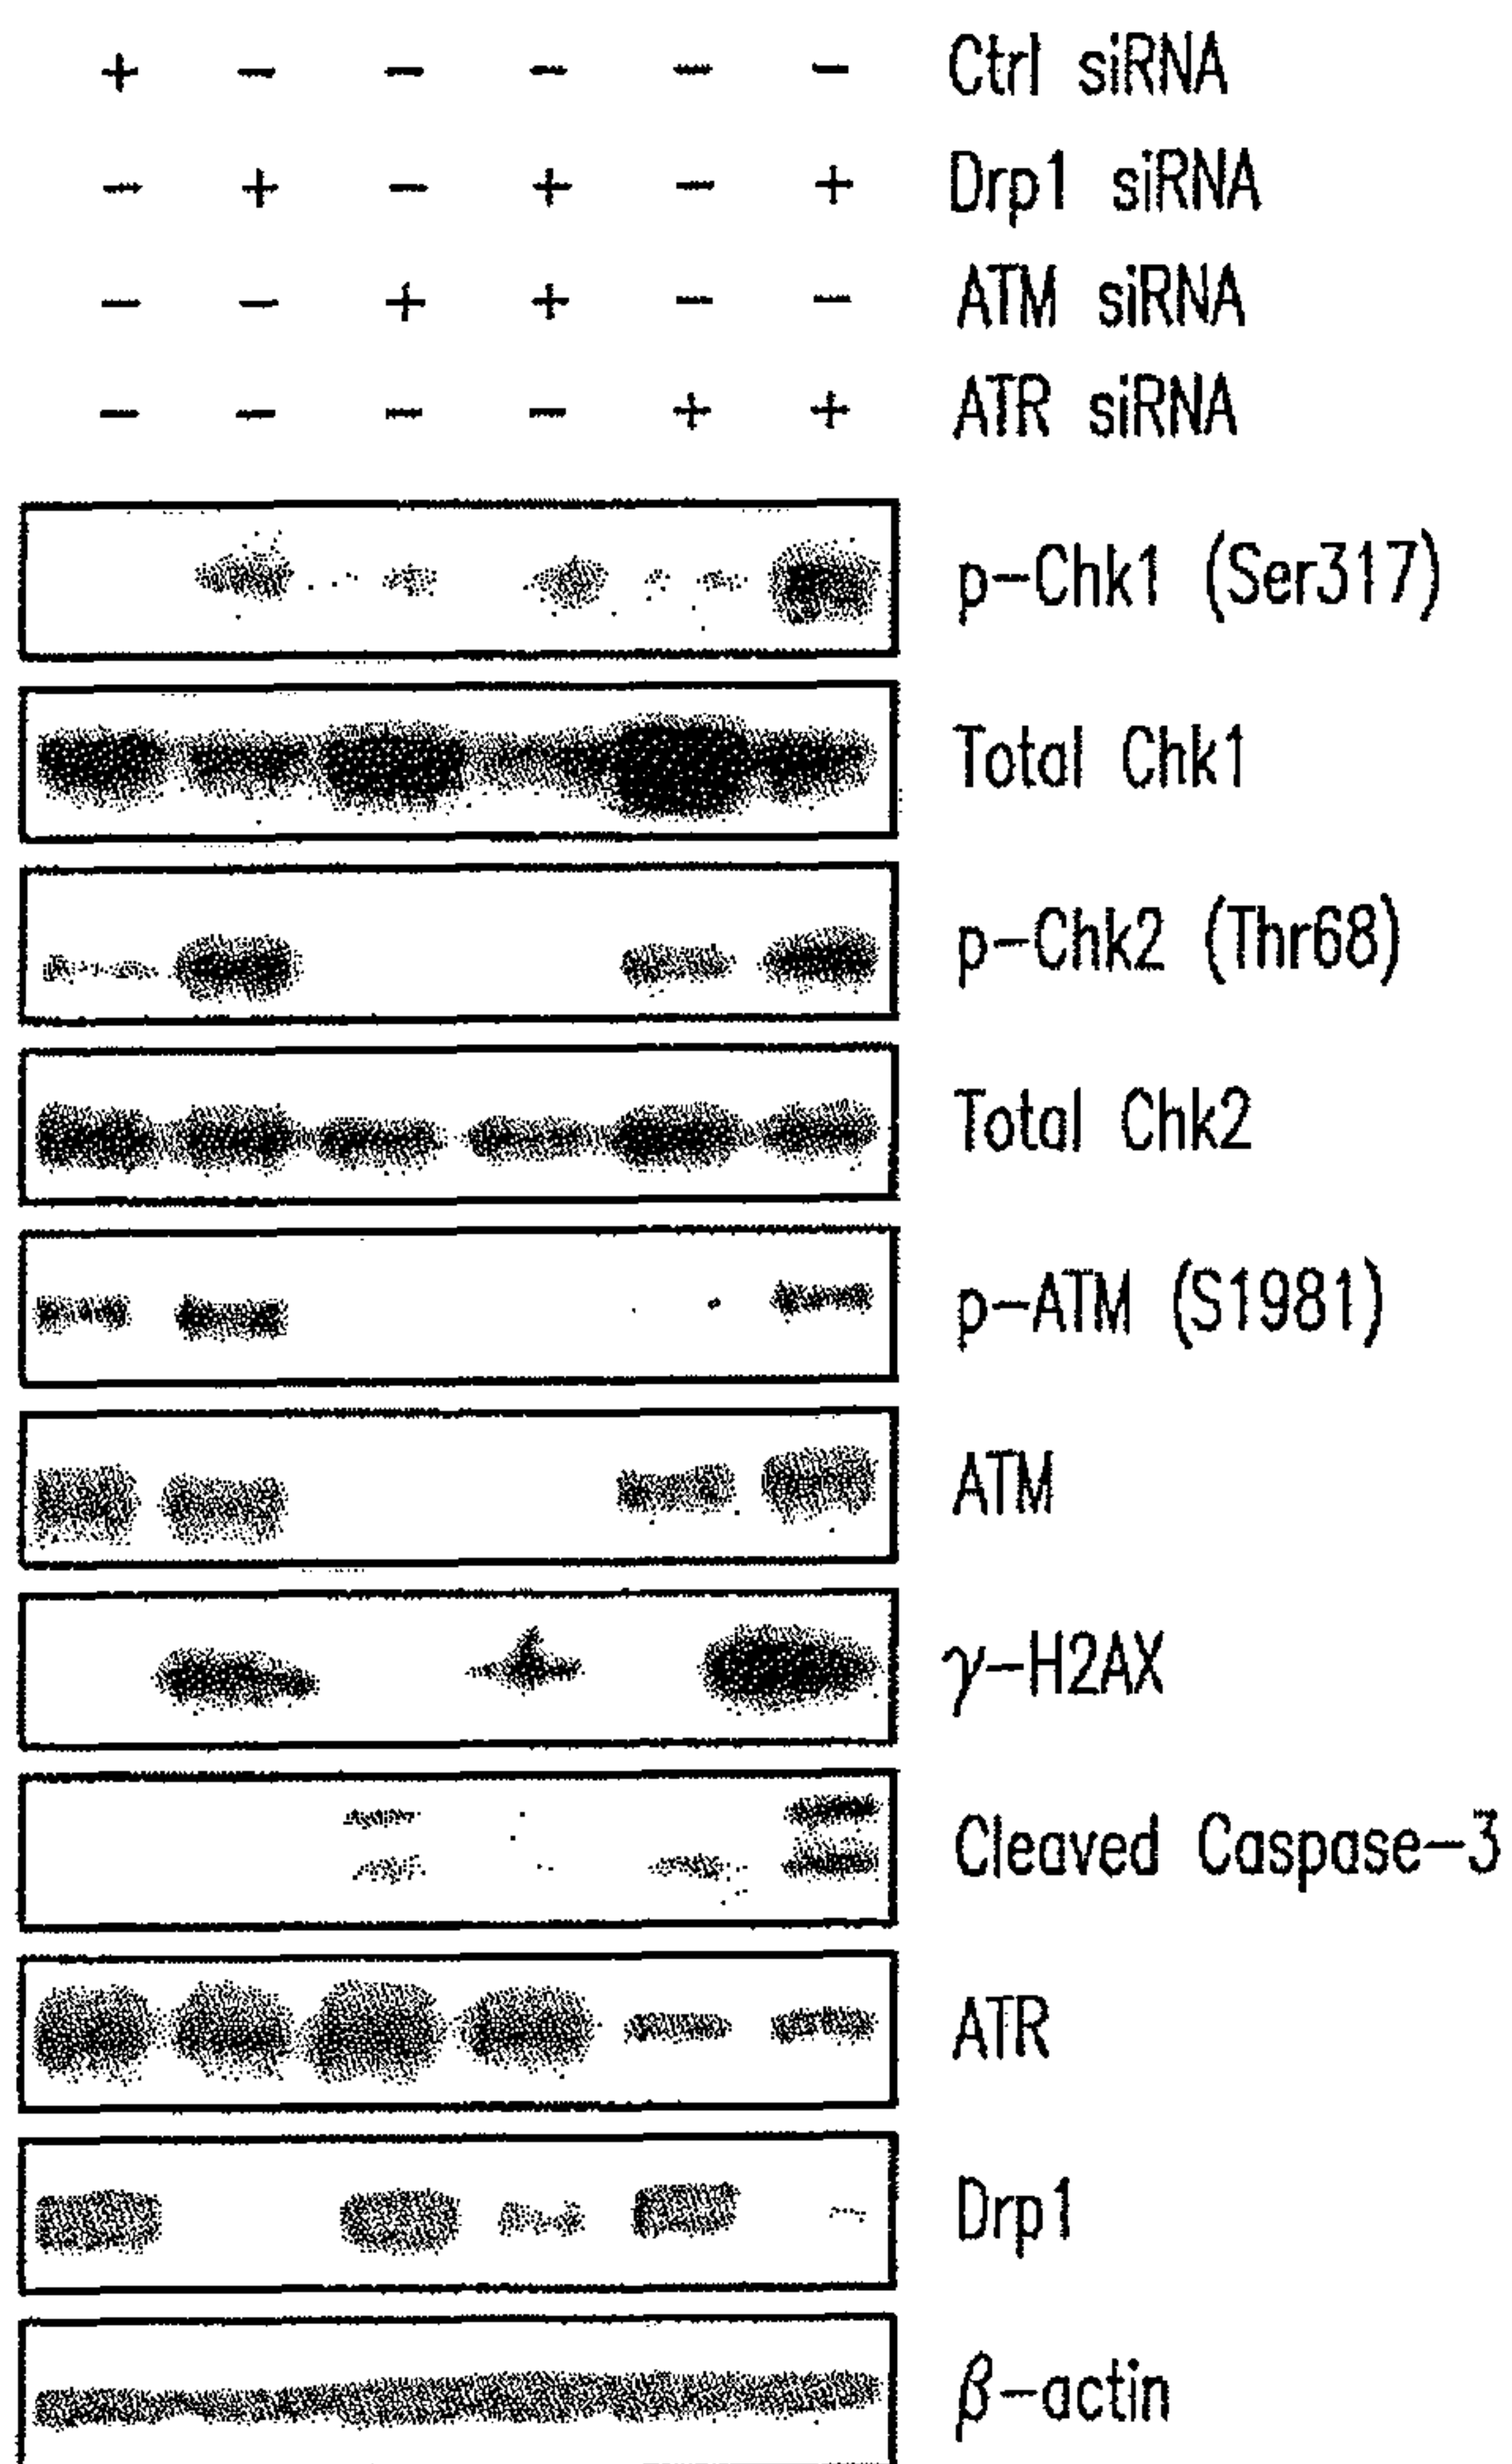 + − − − − − Ctrl siRNA
− + − + − + Drp1 siRNA
− − + + − − ATM siRNA
− − − − + + ATR siRNA
p−Chk1 (Ser317)
Total Chk1
p−Chk2 (Thr68)
Total Chk2
p−ATM (S1981)
ATM
γ−H2AX
Cleaved Caspase−3
ATR
Drp1
β−actin